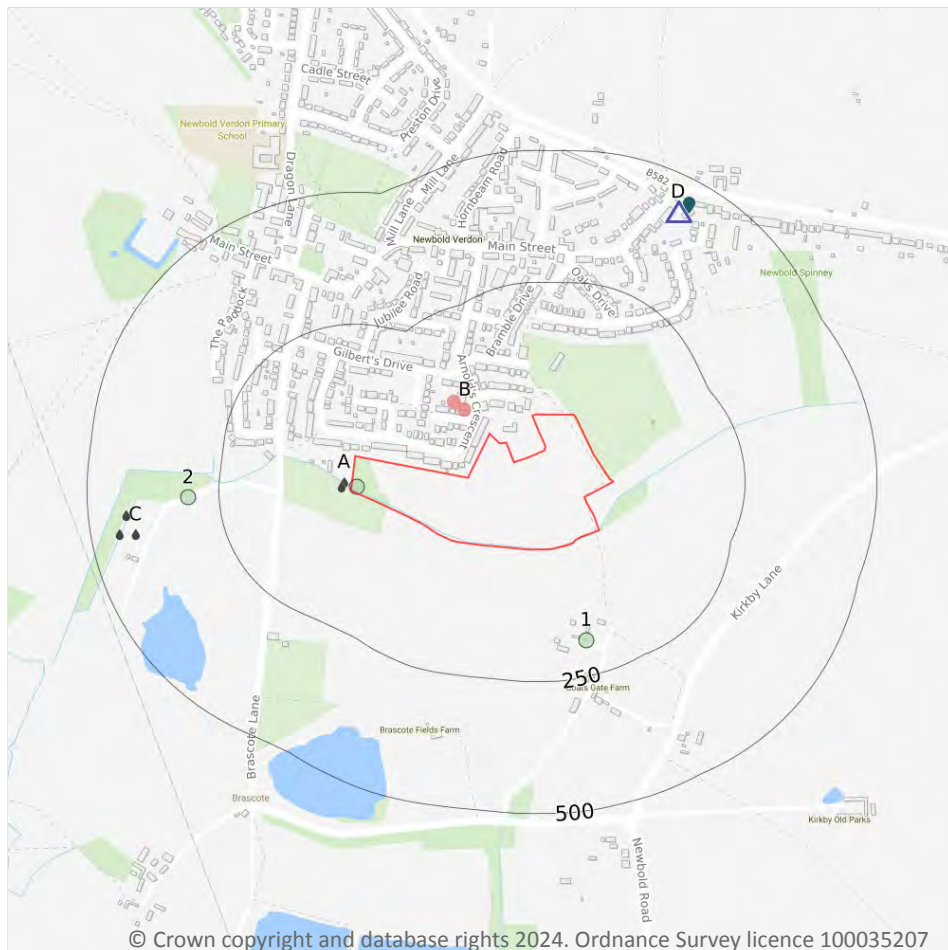 Cadle Street
Preston Drive
Newbold Verdon Primary
School
Dragon Lane
Mill Lane
Mill Lane
Hornbeam Road
B582
D
Main Street
Newbold Verdon
Main Street
Newbold Spinney
Oaks Drive
The Paddock
Jubilee Road
Bramble Drive
Gilbert's Drive
Arnolds Crescent
B
A
2
C
Kirkby Lane
1
250
Brascote Lane
Brascote Fields Farm
Brascote
500
Kirkby Old Parks
Newbold Road
© Crown copyright and database rights 2024. Ordnance Survey licence 100035207